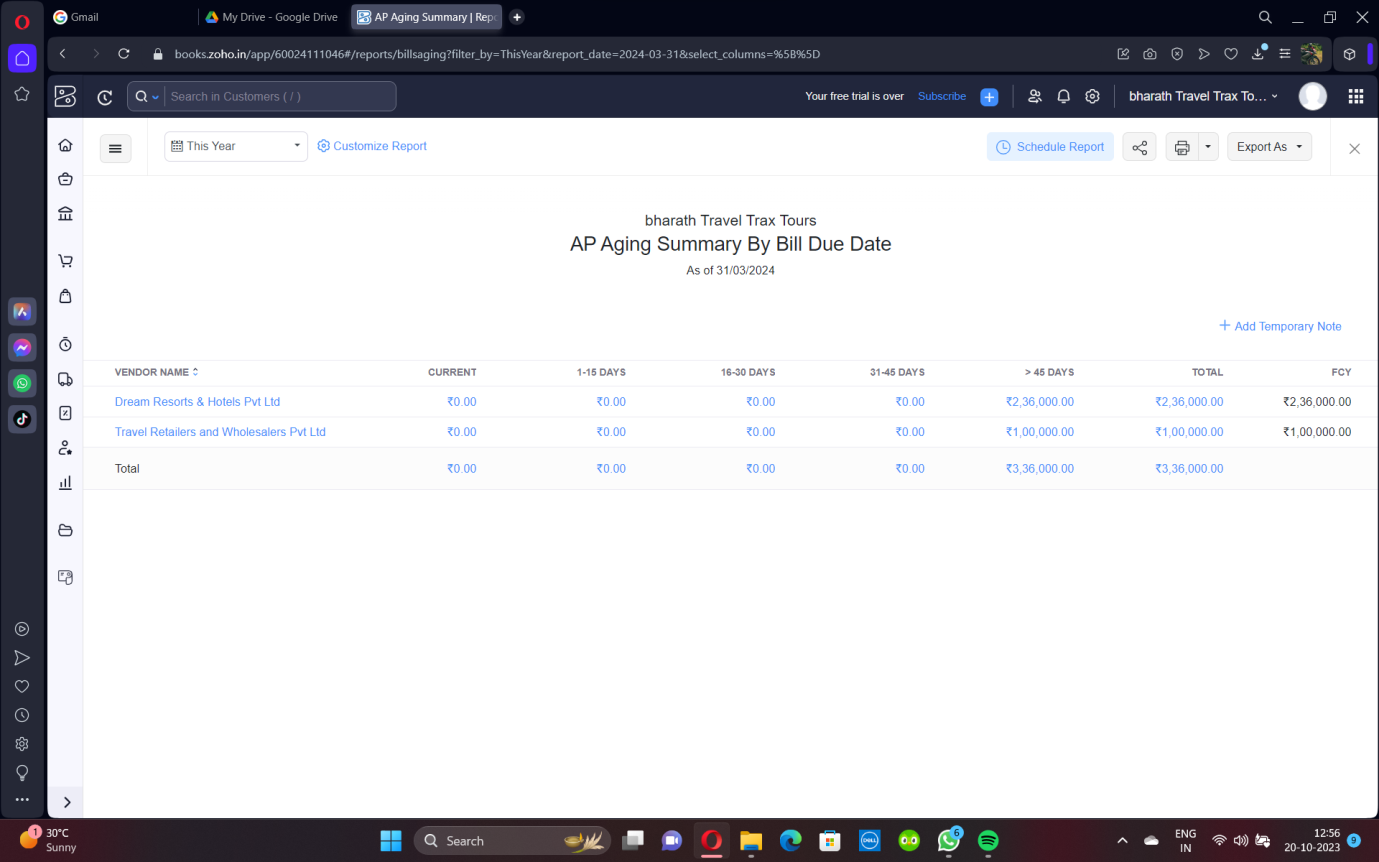 Gmail
My Drive - Google Drive
AP Aging Summary | Repo
books.zoho.in/app/60024111046#/reports/billsaging?filter_by=ThisYear&report_date=2024-03-31&select_columns=%5B%5D
Search in Customers ( / )
Your free trial is over Subscribe
bharath Travel Trax To...
This Year
Customize Report
Schedule Report
Export As
bharath Travel Trax Tours
AP Aging Summary By Bill Due Date
As of 31/03/2024
Add Temporary Note
VENDOR NAME CURRENT 1-15 DAYS 16-30 DAYS 31-45 DAYS > 45 DAYS TOTAL FCY
Dream Resorts & Hotels Pvt Ltd ₹0.00 ₹0.00 ₹0.00 ₹0.00 ₹2,36,000.00 ₹2,36,000.00 ₹2,36,000.00
Travel Retailers and Wholesalers Pvt Ltd ₹0.00 ₹0.00 ₹0.00 ₹0.00 ₹1,00,000.00 ₹1,00,000.00 ₹1,00,000.00
Total ₹0.00 ₹0.00 ₹0.00 ₹0.00 ₹3,36,000.00 ₹3,36,000.00
1
30°C
Sunny
Search
DELL
6
ENG
IN
12:56
20-10-2023
9